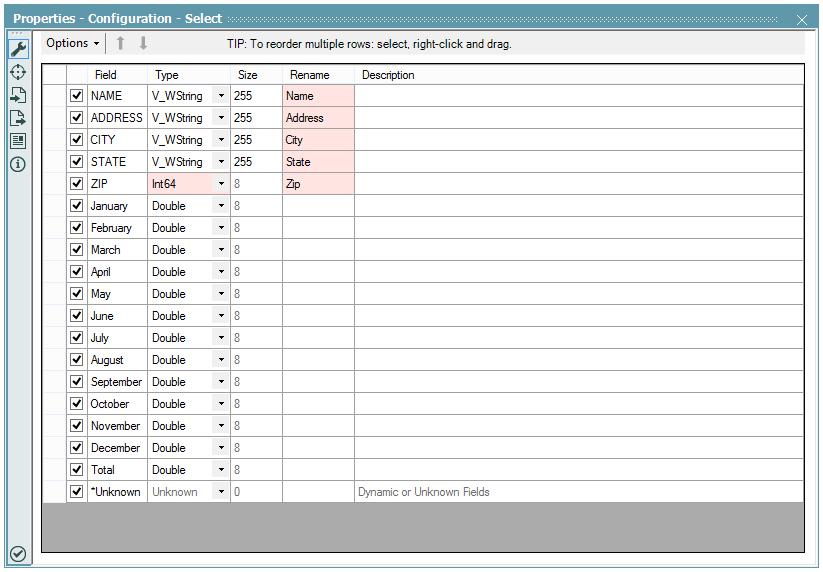 Properties - Configuration - Select
Options TIP: To reorder multiple rows: select, right-click and drag.
Field Type Size Rename Description
NAME V_WString 255 Name
ADDRESS V_WString 255 Address
CITY V_WString 255 City
STATE V_WString 255 State
ZIP Int64 8 Zip
January Double 8
February Double 8
March Double 8
April Double 8
May Double 8
June Double 8
July Double 8
August Double 8
September Double 8
October Double 8
November Double 8
December Double 8
Total Double 8
*Unknown Unknown 0 Dynamic or Unknown Fields